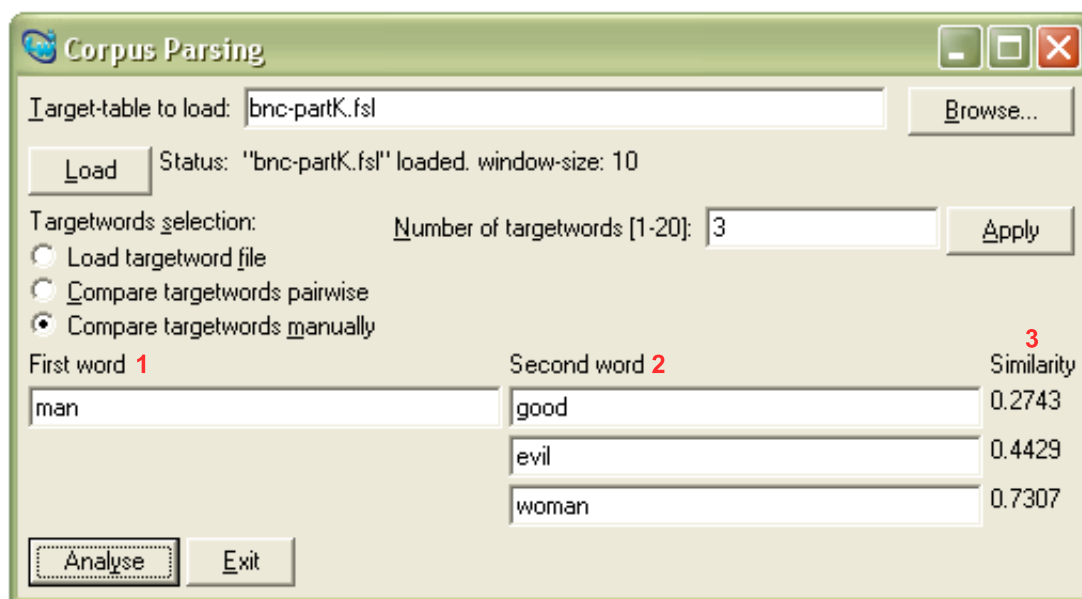 Corpus Parsing
Target-table to load: bnc-partK.fsl Browse...
Load Status: "bnc-partK.fsl" loaded. window-size: 10
Targetwords selection: Number of targetwords [1-20]: 3 Apply
Load targetword file
Compare targetwords pairwise
Compare targetwords manually
First word 1 Second word 2 3 Similarity
man good 0.2743
evil 0.4429
woman 0.7307
Analyse Exit